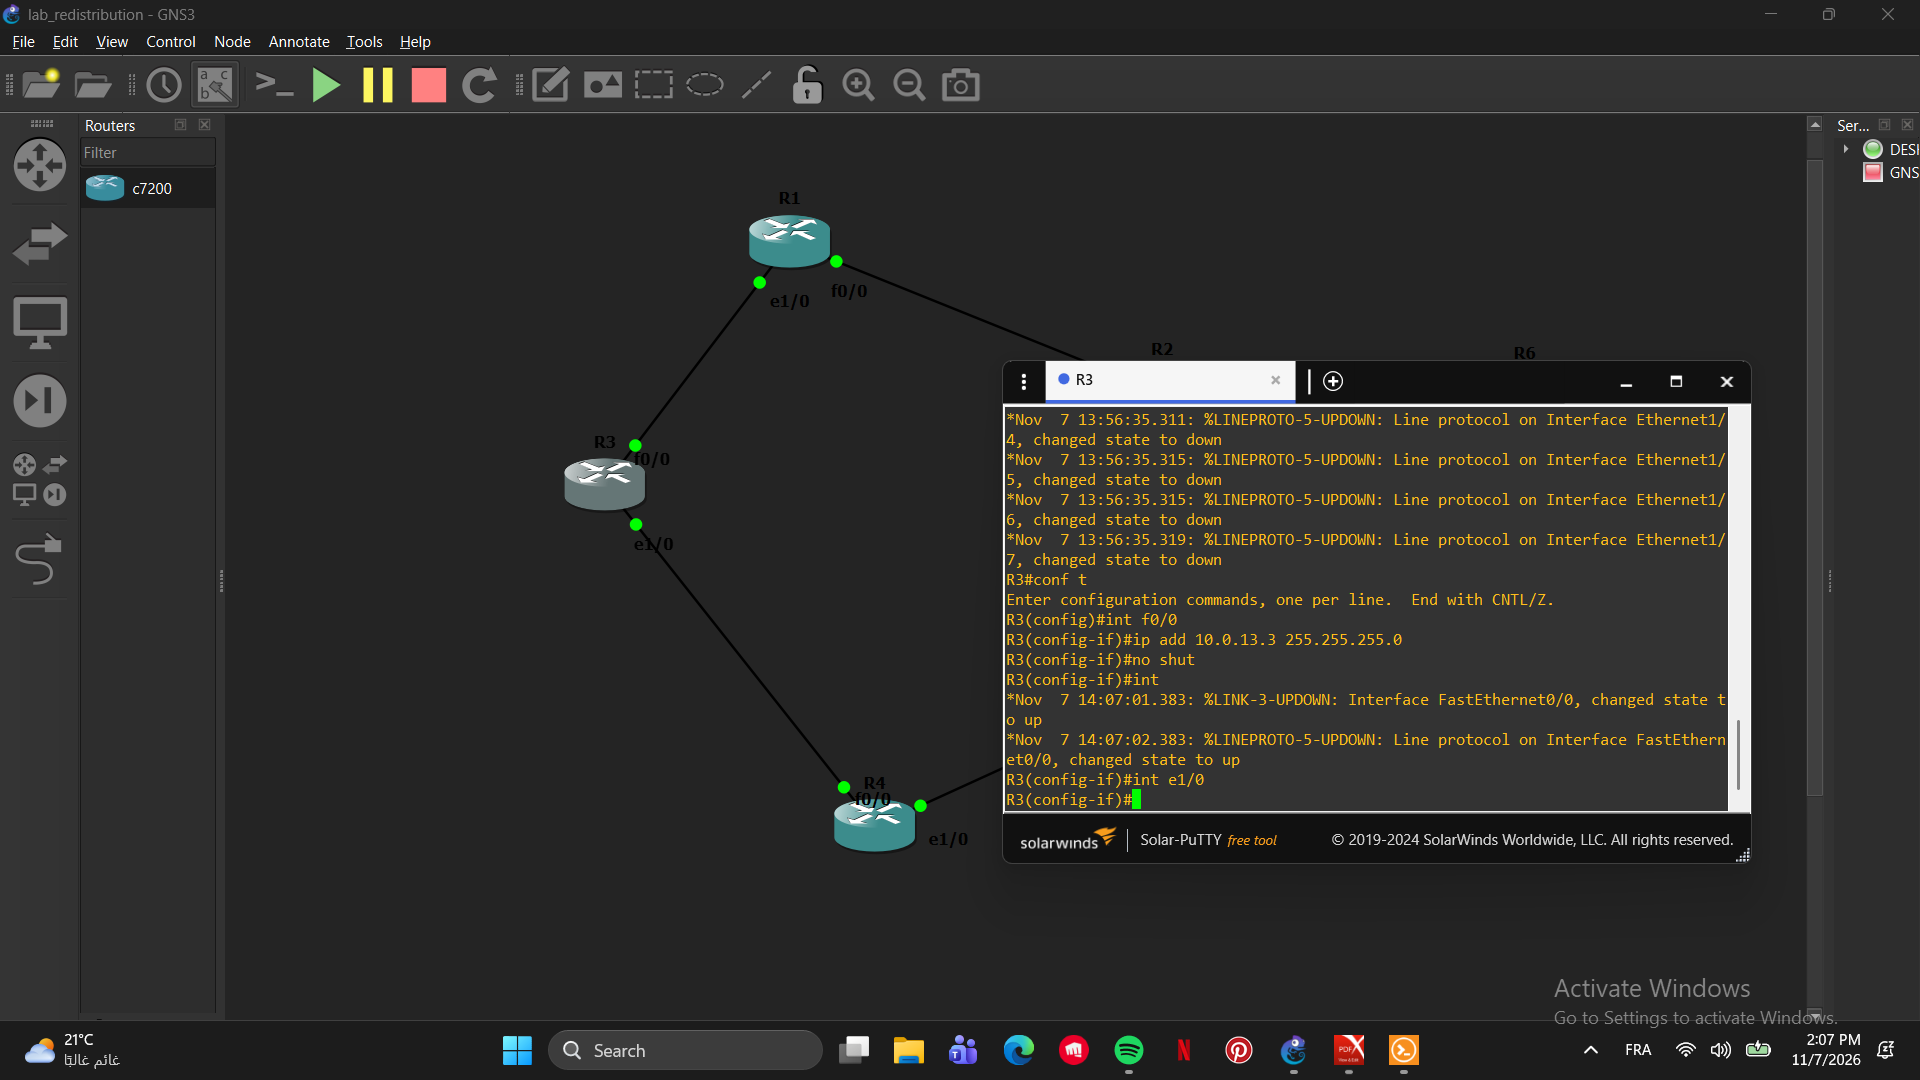 lab_redistribution - GNS3
File Edit View Control Node Annotate Tools Help
Routers
Filter
c7200
R1
e1/0
f0/0
R2
R6
R3
f0/0
e1/0
R4
f0/0
e1/0
Ser...
DESI
GNS
R3
*Nov  7 13:56:35.311: %LINEPROTO-5-UPDOWN: Line protocol on Interface Ethernet1/
4, changed state to down
*Nov  7 13:56:35.315: %LINEPROTO-5-UPDOWN: Line protocol on Interface Ethernet1/
5, changed state to down
*Nov  7 13:56:35.315: %LINEPROTO-5-UPDOWN: Line protocol on Interface Ethernet1/
6, changed state to down
*Nov  7 13:56:35.319: %LINEPROTO-5-UPDOWN: Line protocol on Interface Ethernet1/
7, changed state to down
R3#conf t
Enter configuration commands, one per line.  End with CNTL/Z.
R3(config)#int f0/0
R3(config-if)#ip add 10.0.13.3 255.255.255.0
R3(config-if)#no shut
R3(config-if)#int
*Nov  7 14:07:01.383: %LINK-3-UPDOWN: Interface FastEthernet0/0, changed state t
o up
*Nov  7 14:07:02.383: %LINEPROTO-5-UPDOWN: Line protocol on Interface FastEthern
et0/0, changed state to up
R3(config-if)#int e1/0
R3(config-if)#
solarwinds Solar-PuTTY free tool © 2019-2024 SolarWinds Worldwide, LLC. All rights reserved.
Activate Windows
Go to Settings to activate Windows.
21°C
غائم غالبًا
Search
FRA
2:07 PM
11/7/2026